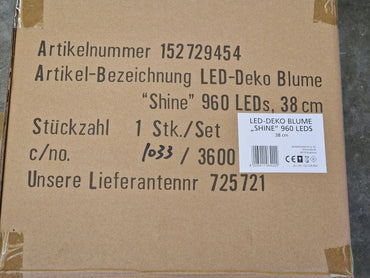 Artikelnummer 152729454
Artikel-Bezeichnung LED-Deko Blume
“Shine” 960 LEDs, 38 cm
Stückzahl 1 Stk./Set
c/no. 1033 / 3600
Unsere Lieferantennr 725721
LED-DEKO BLUME
„SHINE“ 960 LEDS
38 cm